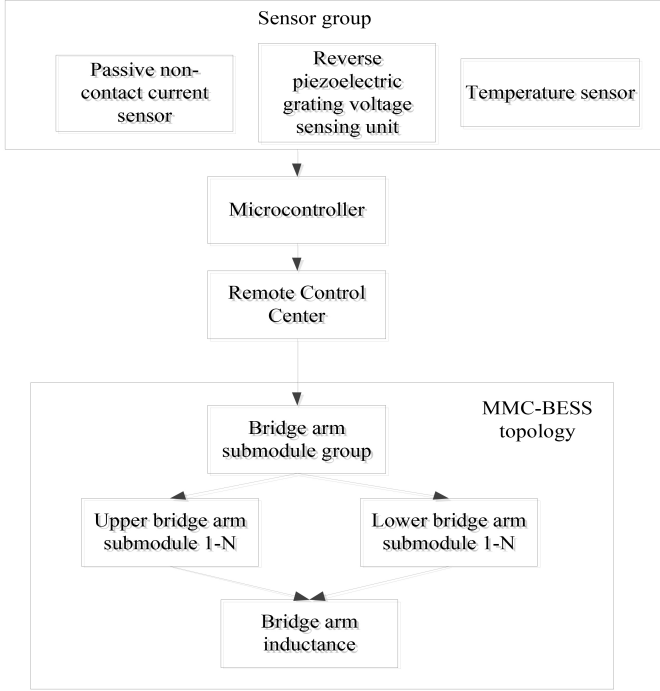 Sensor group
Passive non-
contact current
sensor
Reverse
piezoelectric
grating voltage
sensing unit
Temperature sensor
Microcontroller
Remote Control
Center
MMC-BESS
topology
Bridge arm
submodule group
Upper bridge arm
submodule 1-N
Lower bridge arm
submodule 1-N
Bridge arm
inductance